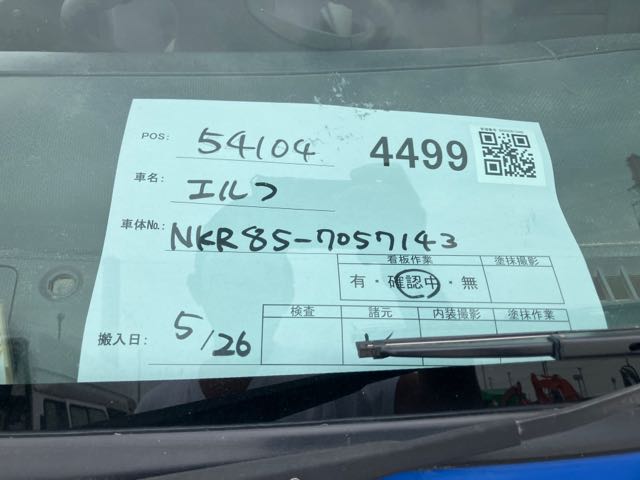 POS: 54104 4499
車名: エルフ
車体No.: NKR85-7057143
看板作業 塗抹撮影
有・確認中・無
検査 諸元 内装撮影 塗抹作業
搬入日: 5/26